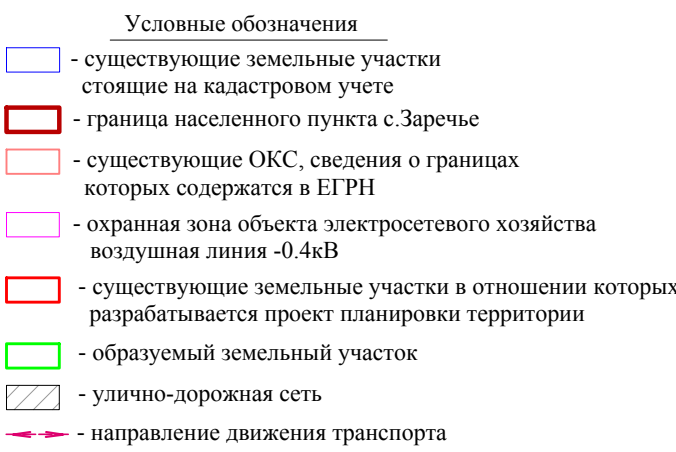 Условные обозначения
- существующие земельные участки
стоящие на кадастровом учете
- граница населенного пункта с.Заречье
- существующие ОКС, сведения о границах
которых содержатся в ЕГРН
- охранная зона объекта электросетевого хозяйства
воздушная линия -0.4кВ
- существующие земельные участки в отношении которых
разрабатывается проект планировки территории
- образуемый земельный участок
- улично-дорожная сеть
- направление движения транспорта